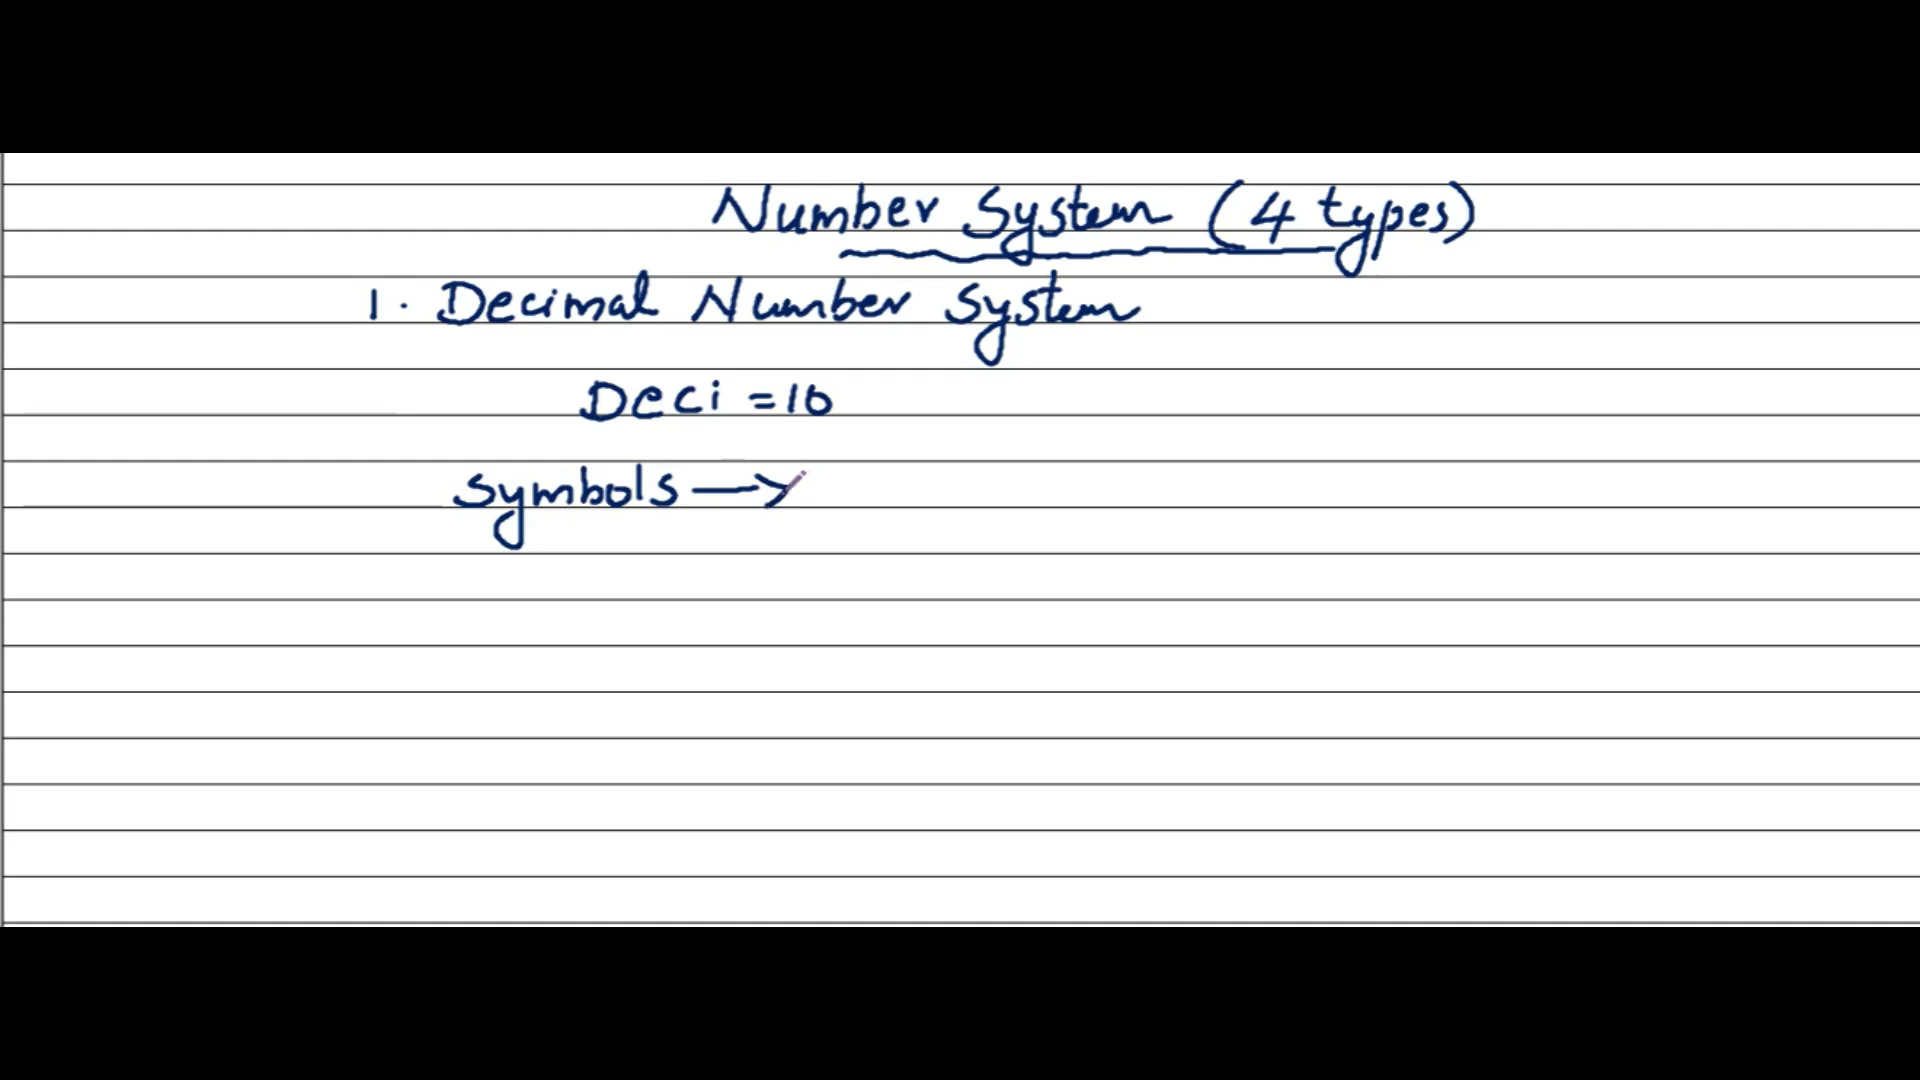 Number System (4 types)
1. Decimal Number System
Deci = 10
Symbols →